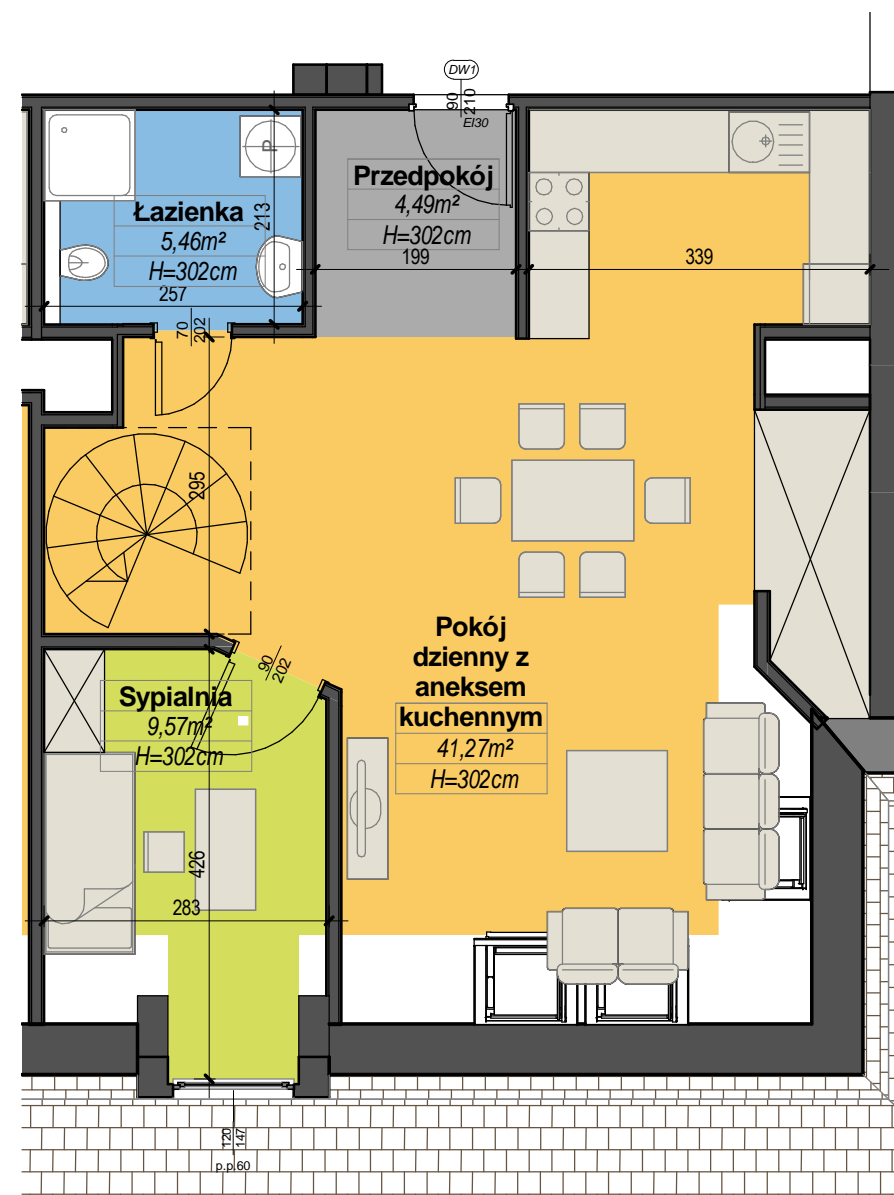 DW1
90
210
EI30
P
Łazienka
5,46m²
H=302cm
213
257
Przedpokój
4,49m²
H=302cm
199
339
70
202
295
90
202
Pokój
dzienny z
aneksem
kuchennym
41,27m²
H=302cm
Sypialnia
9,57m²
H=302cm
426
283
120
147
p.p.60